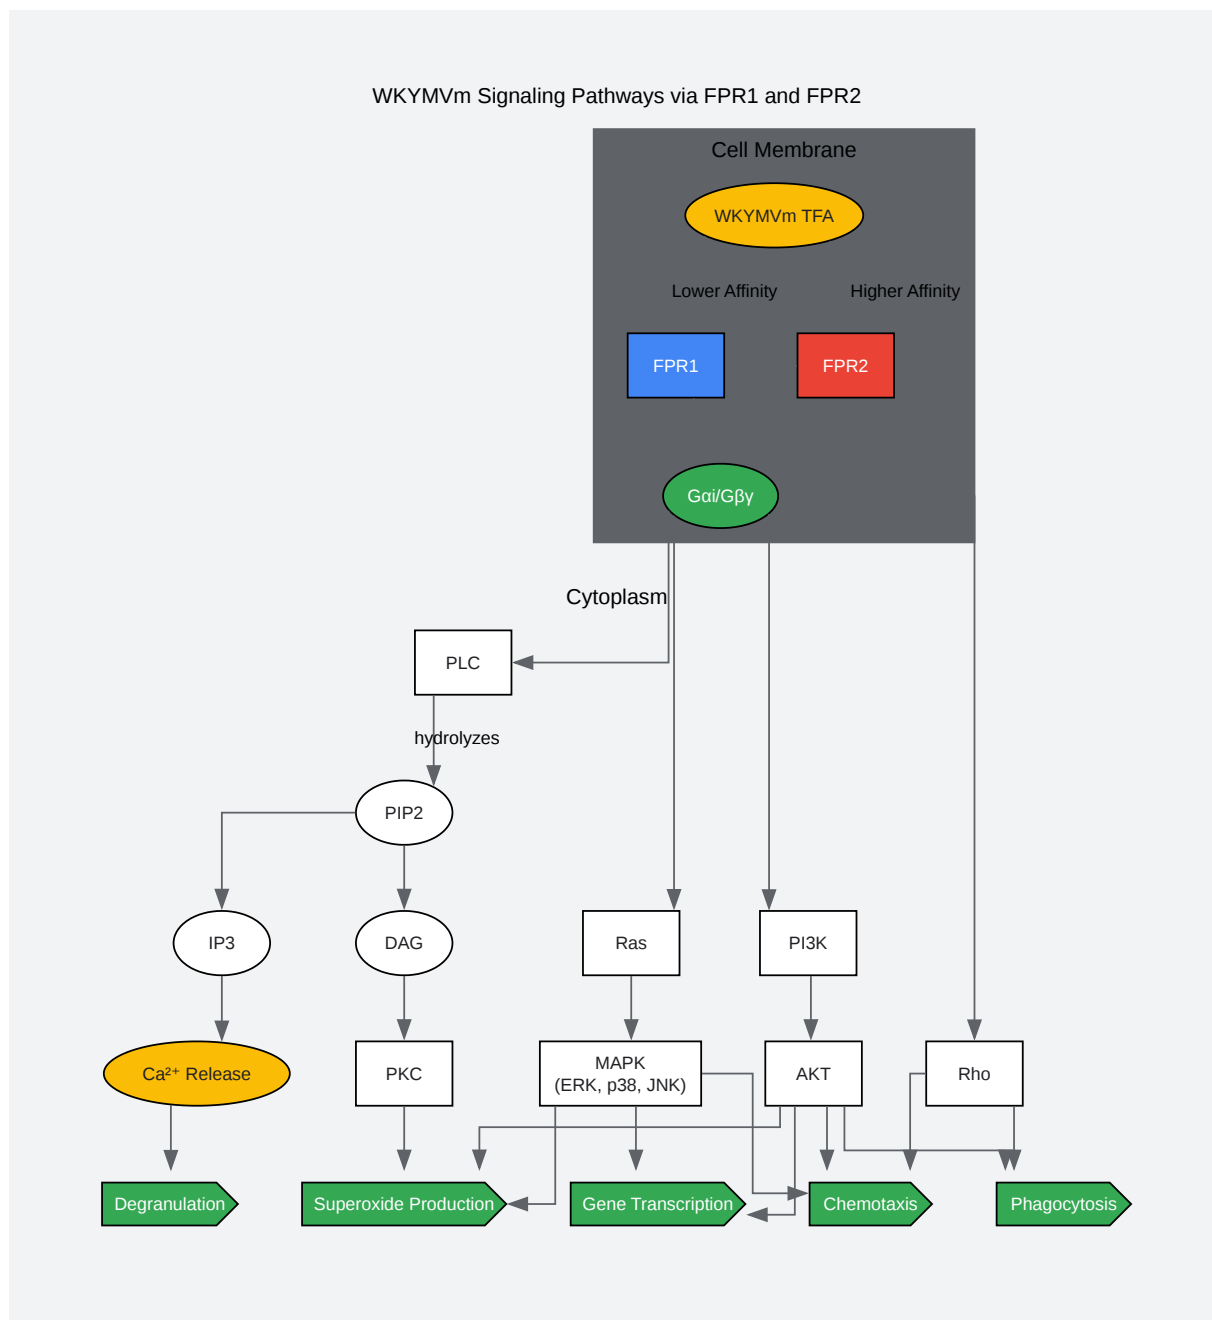 WKYMVm Signaling Pathways via FPR1 and FPR2
Cell Membrane
WKYMVm TFA
Lower Affinity
Higher Affinity
FPR1
FPR2
Gαi/Gβγ
Cytoplasm
PLC
hydrolyzes
PIP2
IP3
DAG
Ras
PI3K
Ca²⁺ Release
PKC
MAPK
(ERK, p38, JNK)
AKT
Rho
Degranulation
Superoxide Production
Gene Transcription
Chemotaxis
Phagocytosis